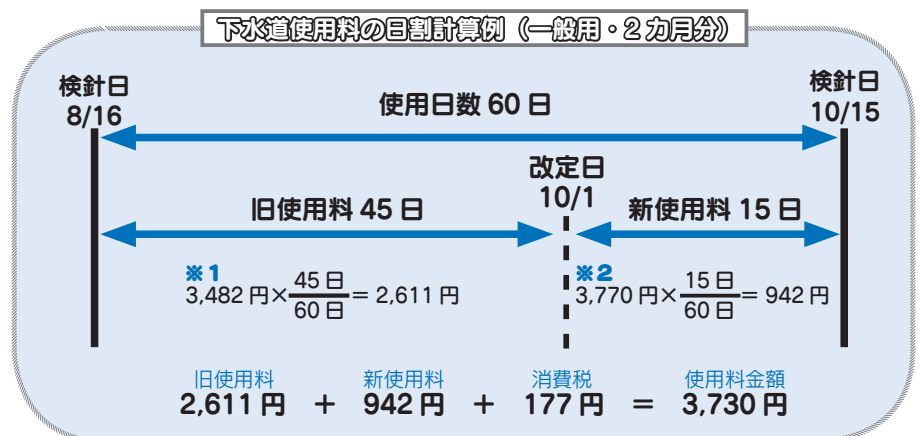 下水道使用料の日割計算例（一般用・2カ月分）
検針日
8/16
使用日数 60 日
検針日
10/15
改定日
10/1
旧使用料 45 日
新使用料 15 日
※1
3,482 円×45 日/60 日＝ 2,611 円
※2
3,770 円×15 日/60 日＝ 942 円
旧使用料 新使用料 消費税 使用料金額
2,611 円 + 942 円 + 177 円 = 3,730 円